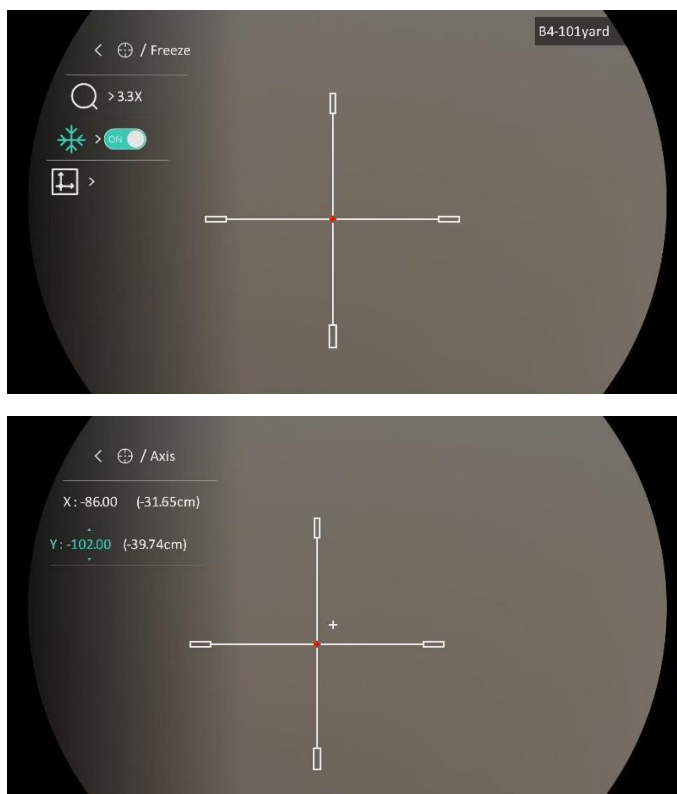 B4-101yard
< / Freeze
>3.3X
> ON
>
< / Axis
X : -86.00 (-31.65cm)
Y : -102.00 (-39.74cm)